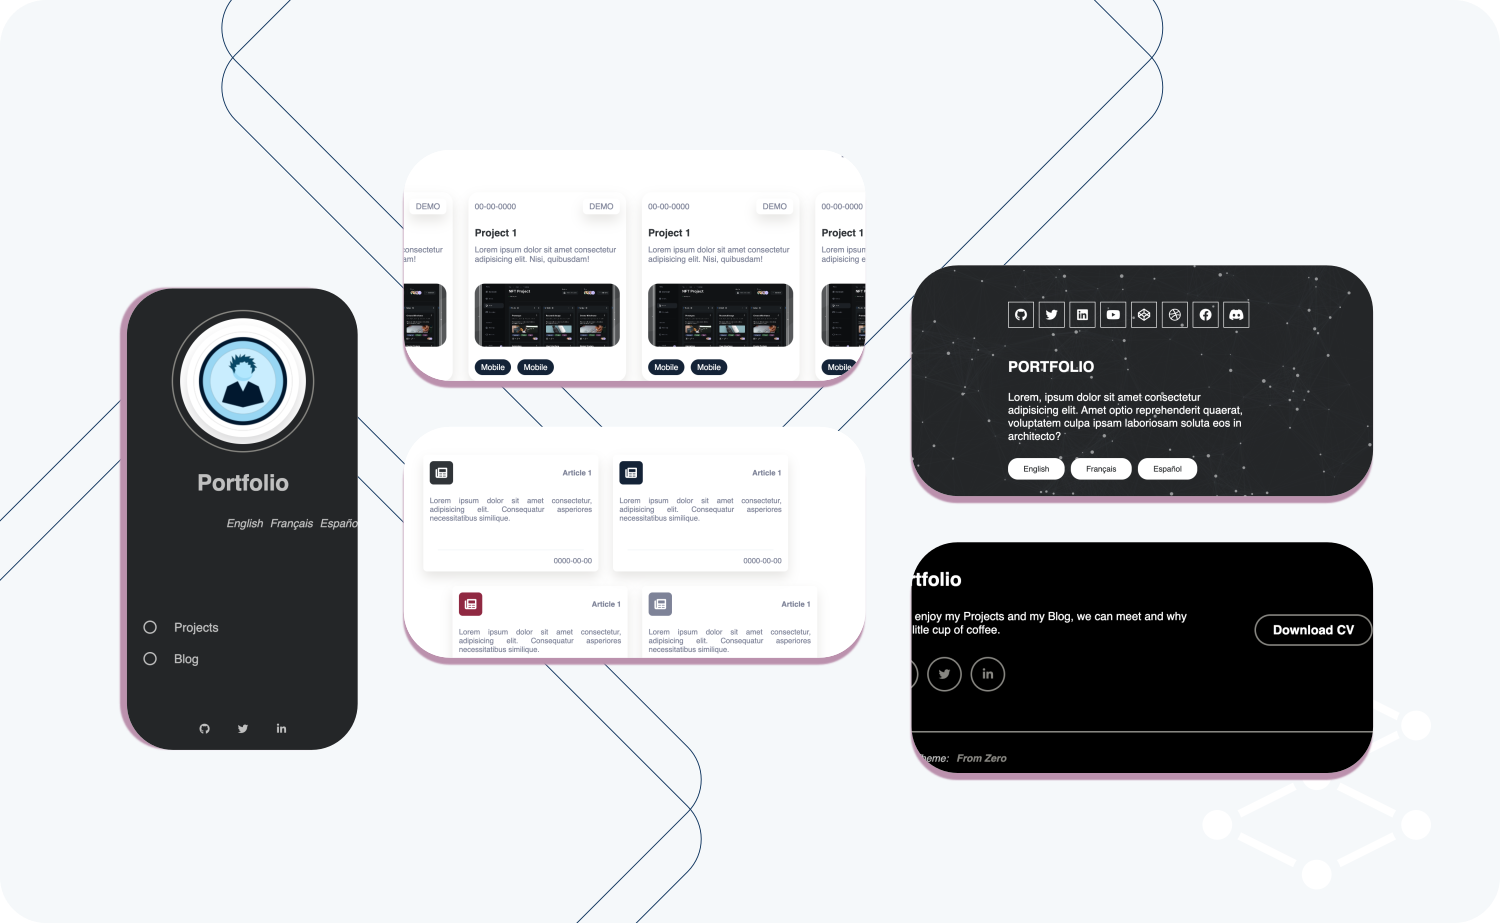 Portfolio
English Français Españo
Projects
Blog
DEMO
consectetur
am!
00-00-0000 DEMO
Project 1
Lorem ipsum dolor sit amet consectetur
adipisicing elit. Nisi, quibusdam!
Mobile Mobile
00-00-0000 DEMO
Project 1
Lorem ipsum dolor sit amet consectetur
adipisicing elit. Nisi, quibusdam!
Mobile Mobile
00-00-0000
Project 1
Lorem ipsum
adipisicing e
Mobile
Article 1
Lorem ipsum dolor sit amet consectetur,
adipisicing elit. Consequatur asperiores
necessitatibus similique.
0000-00-00
Article 1
Lorem ipsum dolor sit amet consectetur,
adipisicing elit. Consequatur asperiores
necessitatibus similique.
0000-00-00
Article 1
Lorem ipsum dolor sit amet consectetur,
adipisicing elit. Consequatur asperiores
necessitatibus similique.
Article 1
Lorem ipsum dolor sit amet consectetur,
adipisicing elit. Consequatur asperiores
necessitatibus similique.
PORTFOLIO
Lorem, ipsum dolor sit amet consectetur
adipisicing elit. Amet optio reprehenderit quaerat,
voluptatem culpa ipsam laboriosam soluta eos in
architecto?
English Français Español
rtfolio
enjoy my Projects and my Blog, we can meet and why
litle cup of coffee.
Download CV
heme: From Zero